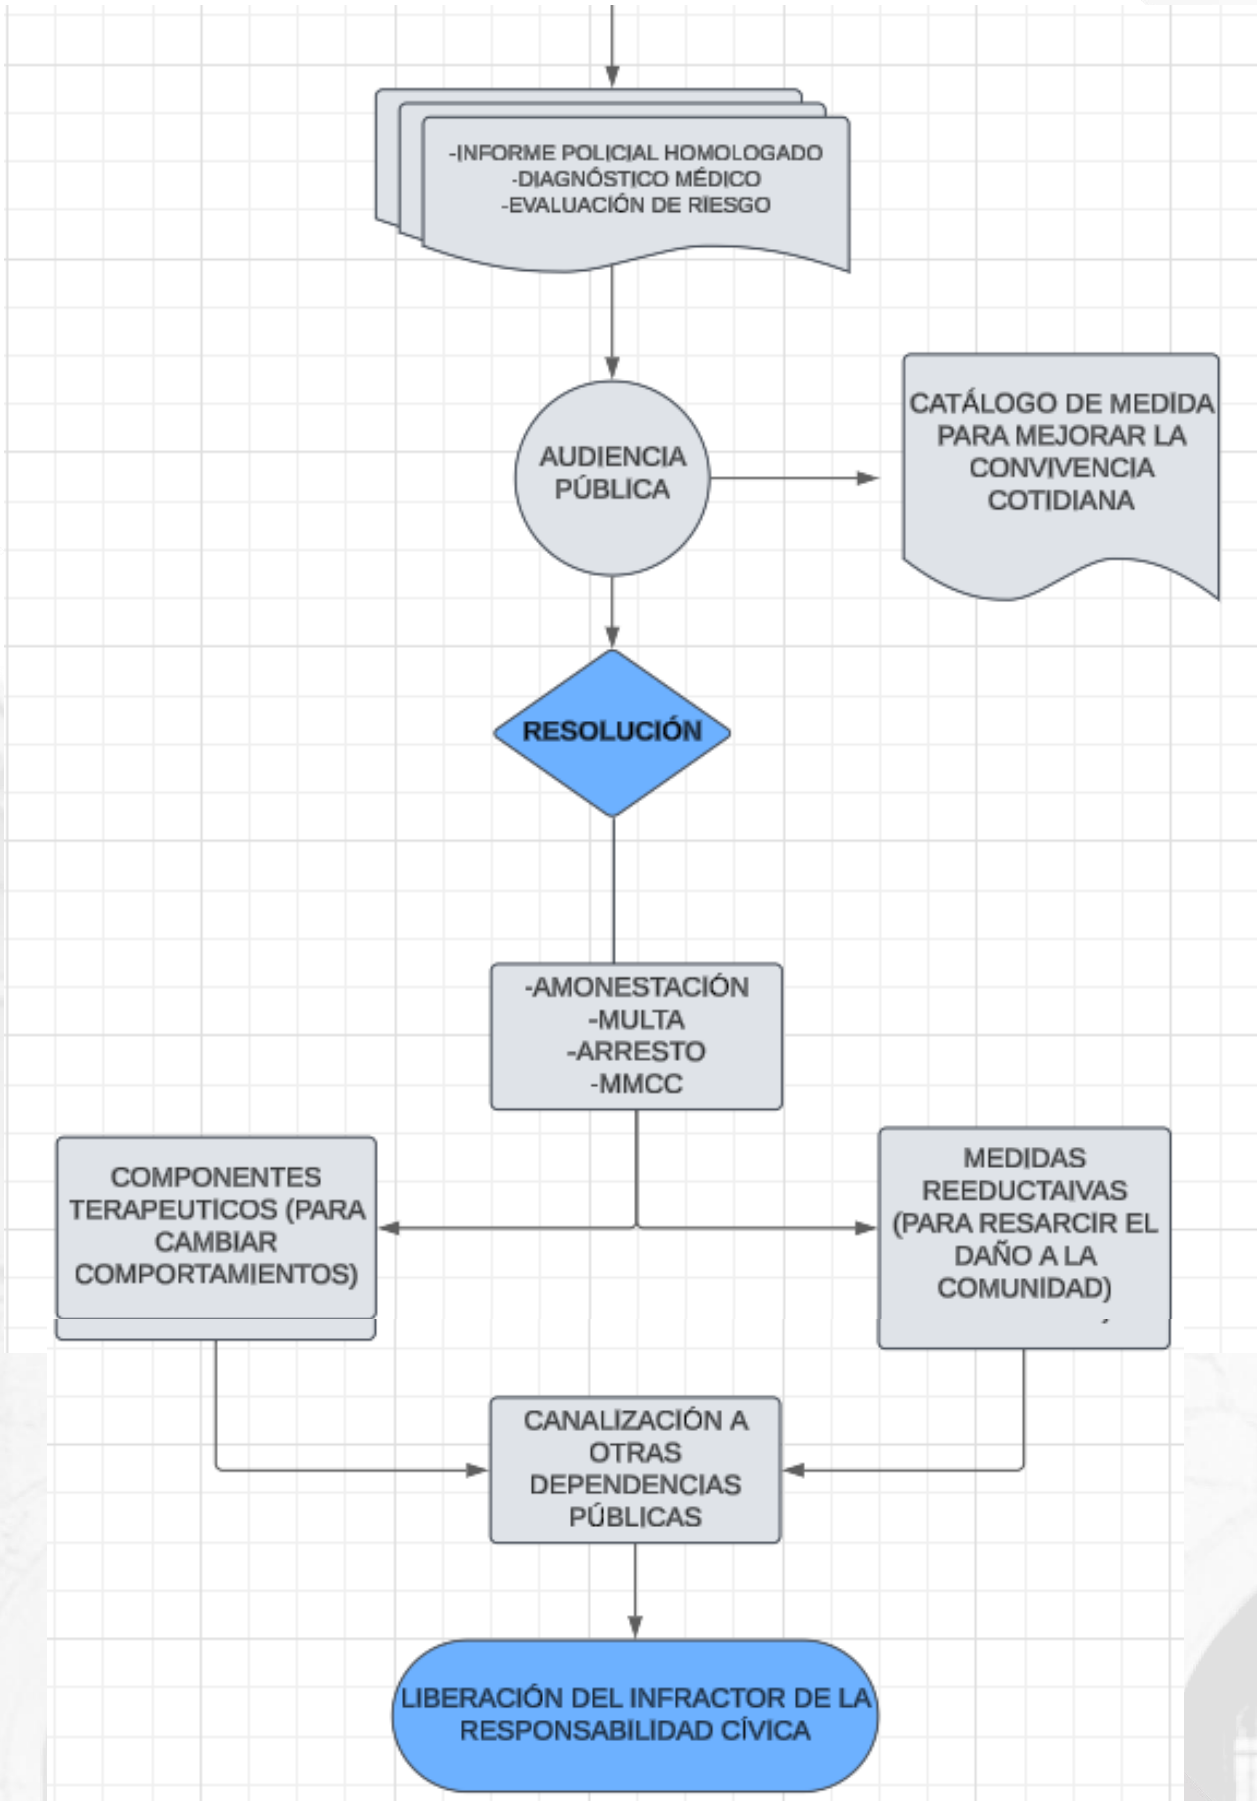 -INFORME POLICIAL HOMOLOGADO
-DIAGNÓSTICO MÉDICO
-EVALUACIÓN DE RIESGO
AUDIENCIA
PÚBLICA
CATÁLOGO DE MEDIDA
PARA MEJORAR LA
CONVIVENCIA
COTIDIANA
RESOLUCIÓN
-AMONESTACIÓN
-MULTA
-ARRESTO
-MMCC
COMPONENTES
TERAPEUTICOS (PARA
CAMBIAR
COMPORTAMIENTOS)
MEDIDAS
REEDUCTAIVAS
(PARA RESARCIR EL
DAÑO A LA
COMUNIDAD)
CANALIZACIÓN A
OTRAS
DEPENDENCIAS
PÚBLICAS
LIBERACIÓN DEL INFRACTOR DE LA
RESPONSABILIDAD CÍVICA